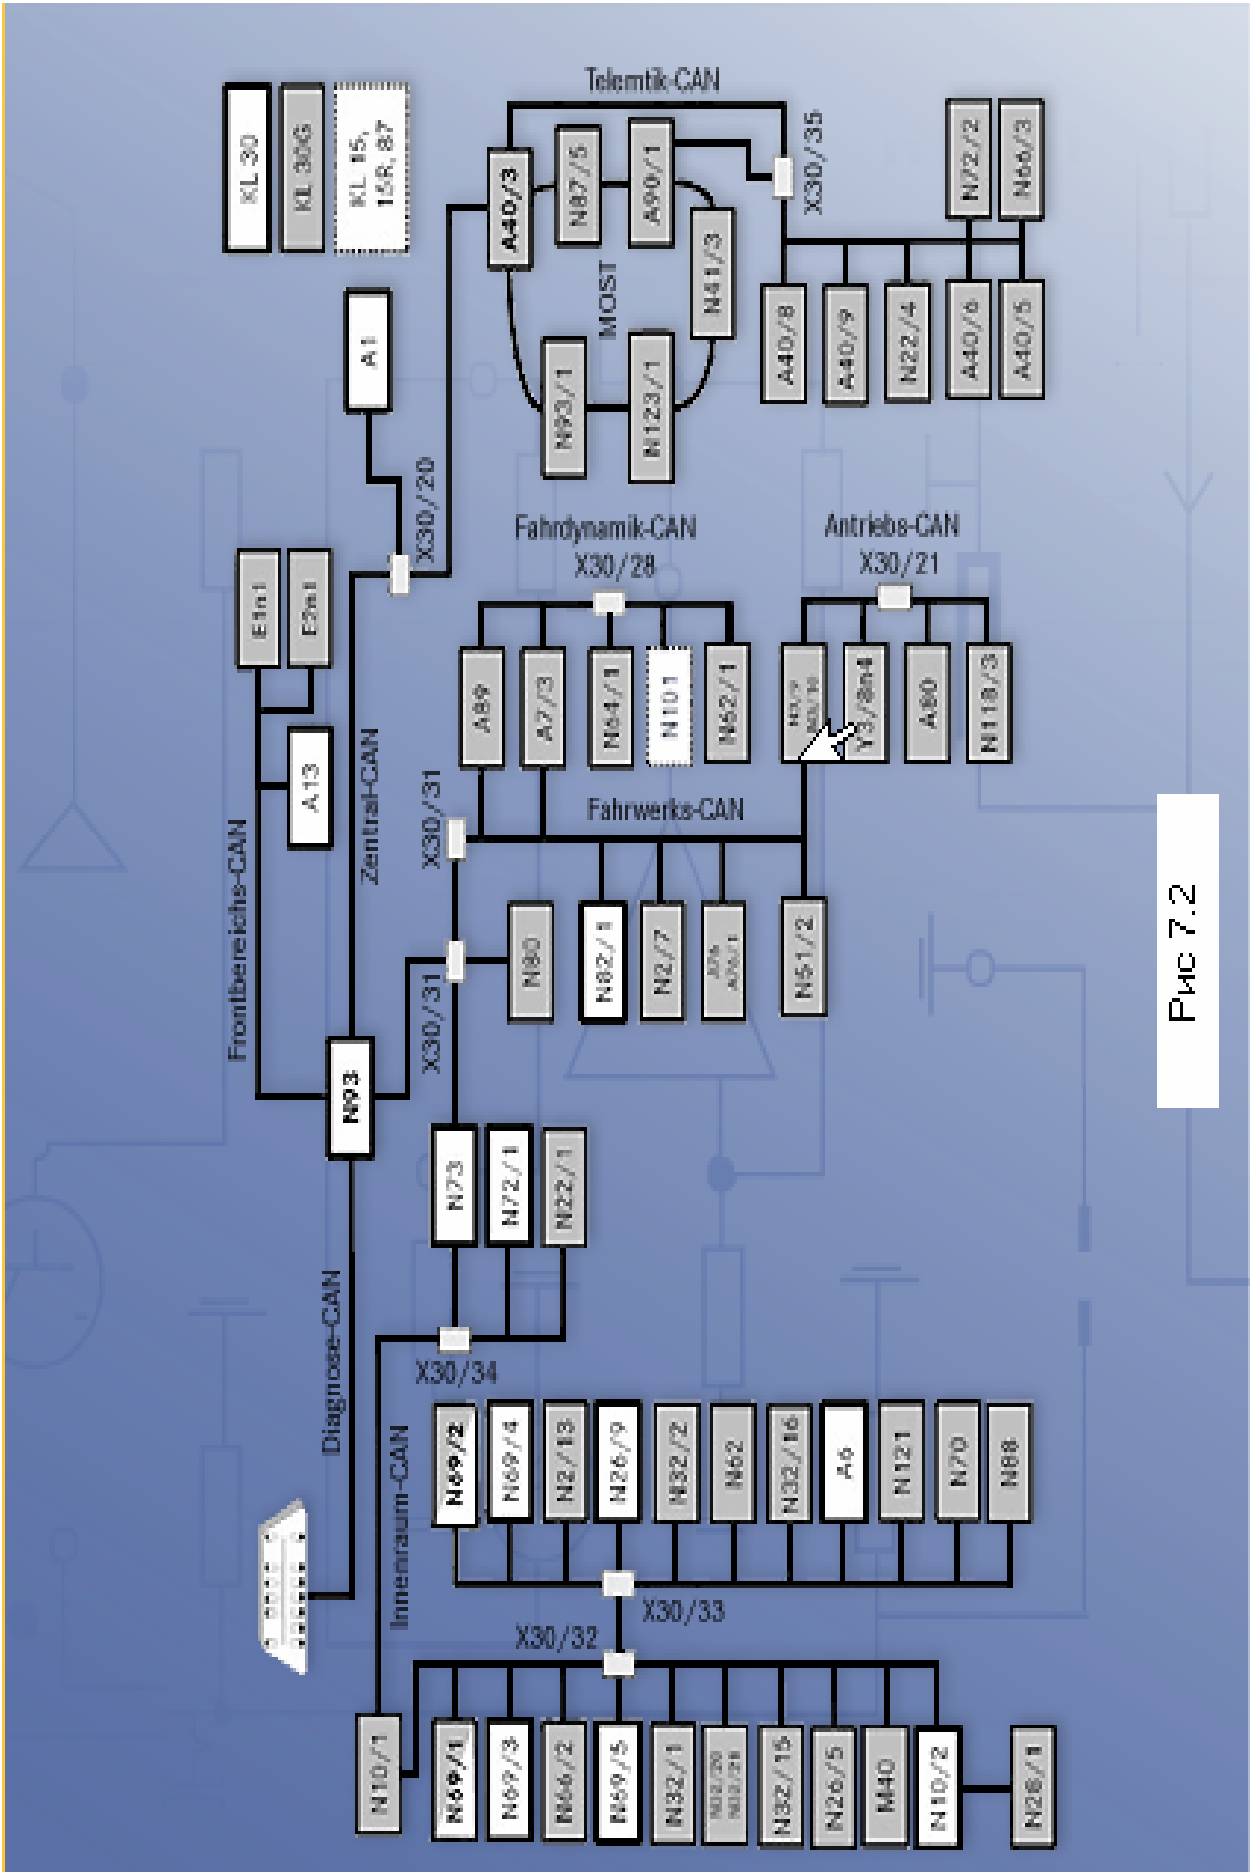 KL 30
KL 30G
KL 15,
15R, 87
Telemtik-CAN
A40/3
N87/5
A90/1
X30/35
N72/2
N66/3
N41/3
MOST
N93/1
N123/1
A40/8
A40/9
N22/4
A40/6
A40/5
A1
X30/20
E1n1
E2n1
A13
Frontbereichs-CAN
Zentral-CAN
Fahrdynamik-CAN
X30/28
A89
A7/3
N64/1
N101
N62/1
Antriebs-CAN
X30/21
Y3/8n4
A80
N118/3
X30/31
Fahrwerks-CAN
X30/31
N80
N82/1
N2/7
N51/2
N93
N73
N72/1
N22/1
X30/34
Diagnose-CAN
Innenraum-CAN
N69/2
N69/4
N2/13
N26/9
N32/2
N62
N32/16
A6
N121
N70
N88
X30/33
X30/32
N10/1
N69/1
N69/3
N66/2
N69/5
N32/1
N32/15
N26/5
M40
N10/2
N28/1
Рис 7.2